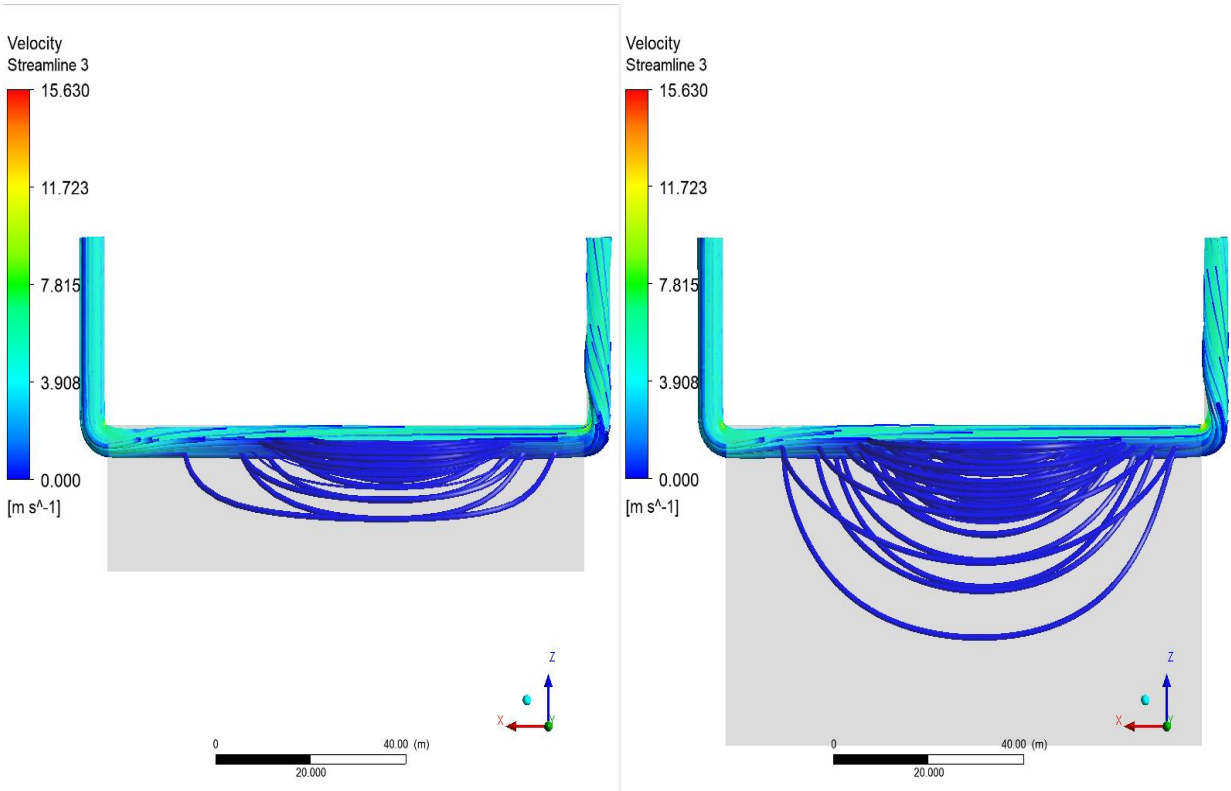 Velocity
Streamline 3
15.630
11.723
7.815
3.908
0.000
[m s^-1]
Z
X
Y
0
40.00 (m)
20.000
Velocity
Streamline 3
15.630
11.723
7.815
3.908
0.000
[m s^-1]
Z
X
Y
0
40.00 (m)
20.000